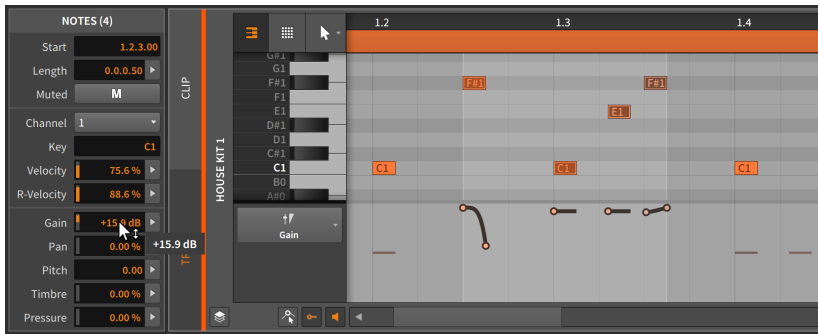 NOTES (4)
Start 1.2.3.00
Length 0.0.0.50
Muted M
Channel 1
Key C1
Velocity 75.6 %
R-Velocity 88.6 %
Gain +15.9 dB
Pan 0.00 %
+15.9 dB
Pitch 0.00
Timbre 0.00 %
Pressure 0.00 %
CLIP
HOUSE KIT 1
1.2 1.3 1.4
G#1
G1
F#1 F#1 F#1
F1
E1 E1
D#1
D1
C#1
C1 C1 C1 C1
B0
A#0
Gain